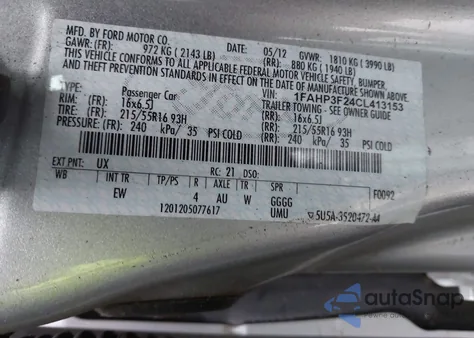 MFD. BY FORD MOTOR CO.
DATE: 05/12 GVWR: 1810 KG (3990 LB)
GAWR: (FR): 972 KG (2143 LB) (RR): 880 KG (1940 LB)
THIS VEHICLE CONFORMS TO ALL APPLICABLE FEDERAL MOTOR VEHICLE SAFETY, BUMPER,
AND THEFT PREVENTION STANDARDS IN EFFECT ON THE DATE OF MANUFACTURE SHOWN ABOVE.
VIN: 1FAHP3F24CL413153
TYPE: Passenger Car TRAILER TOWING - SEE OWNER GUIDE
RIM: (FR) 16x6.5J (RR) 16x6.5J
TIRE: (FR) 215/55R16 93H (RR) 215/55R16 93H
PRESSURE: (FR) 240 kPa/ 35 PSI COLD (RR) 240 kPa/ 35 PSI COLD
EXT PNT: UX RC: 21 DSO: F0092
WB INT TR TP/PS R AXLE TR SPR
EW 4 AU W GGGG
1201205077617 UMU 5U5A-3520472-AA
autoSnap